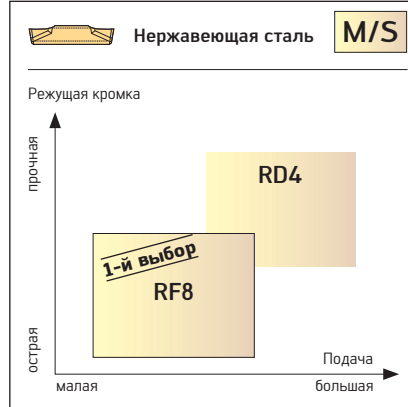 Нержавеющая сталь M/S
Режущая кромка
прочная
RD4
1-й выбор
RF8
острая
Подача
малая
большая